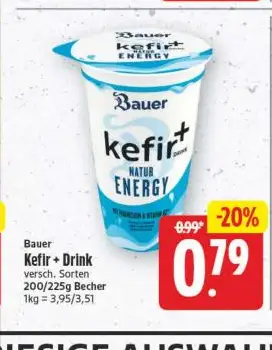 Bauer
kefir+
NATUR
ENERGY
Bauer
kefir+
DRINK
NATUR
ENERGY
Bauer
Kefir + Drink
versch. Sorten
200/225g Becher
1kg = 3,95/3,51
-20%
0.99*
0.79